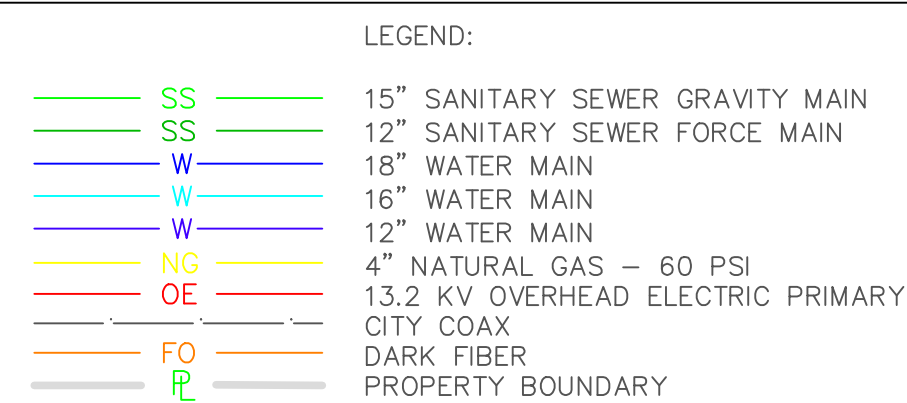 LEGEND:
SS 15” SANITARY SEWER GRAVITY MAIN
SS 12” SANITARY SEWER FORCE MAIN
W 18” WATER MAIN
W 16” WATER MAIN
W 12” WATER MAIN
NG 4” NATURAL GAS – 60 PSI
OE 13.2 KV OVERHEAD ELECTRIC PRIMARY
CITY COAX
FO DARK FIBER
PL PROPERTY BOUNDARY